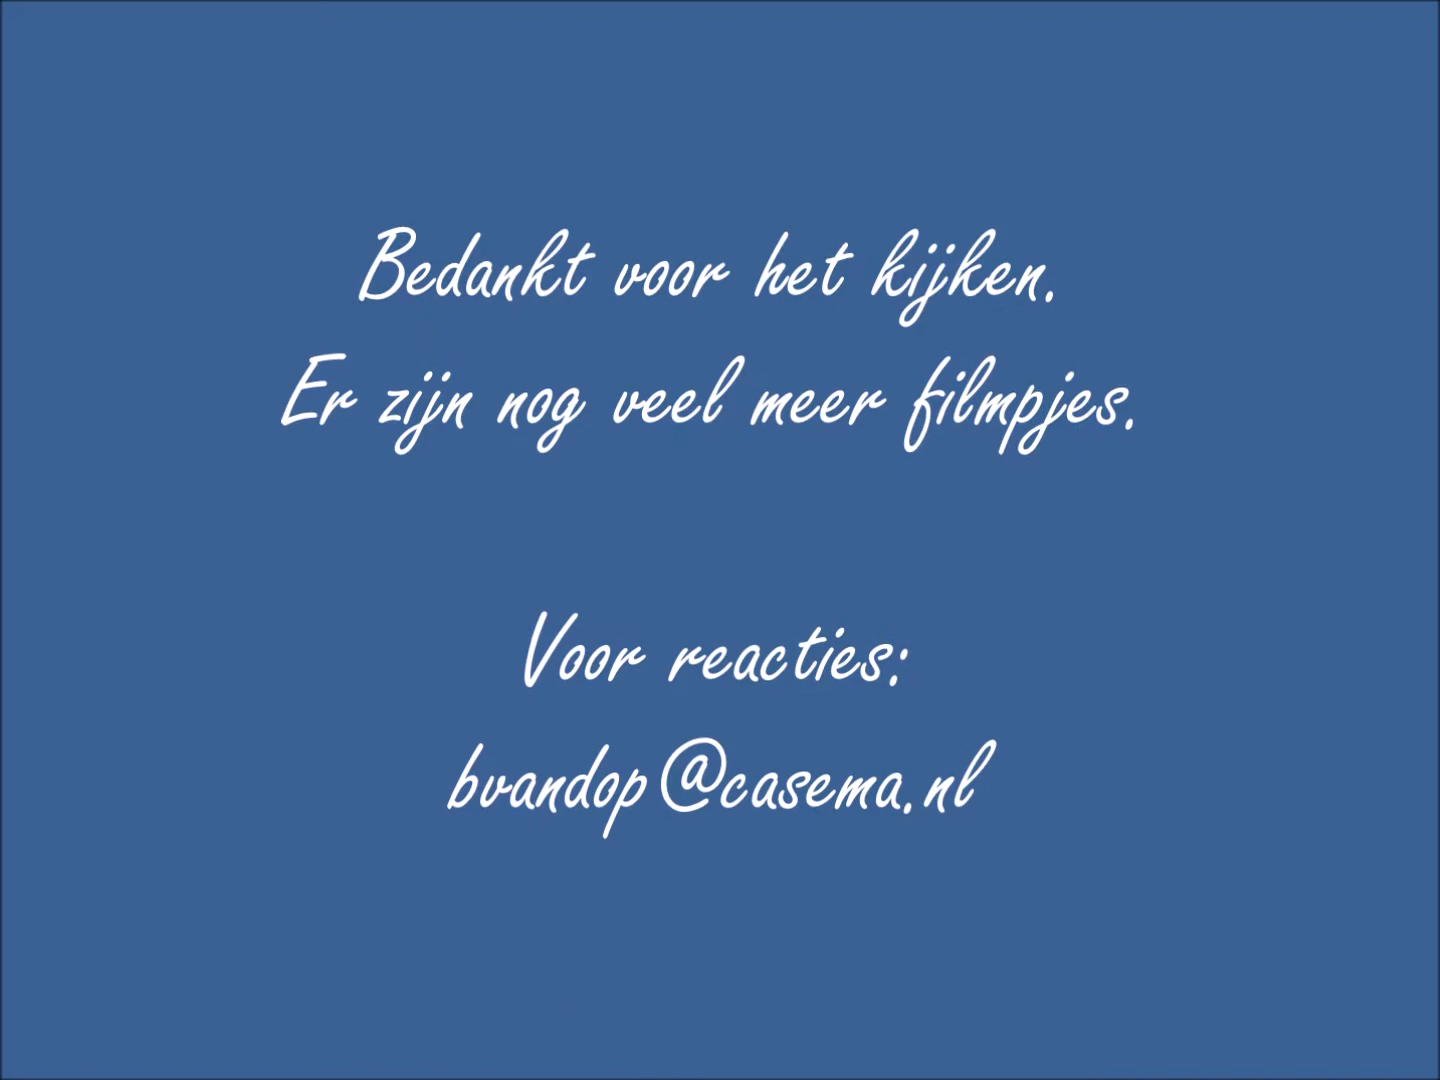 Bedankt voor het kijken.
Er zijn nog veel meer filmpjes.
Voor reacties:
bvandop@casema.nl